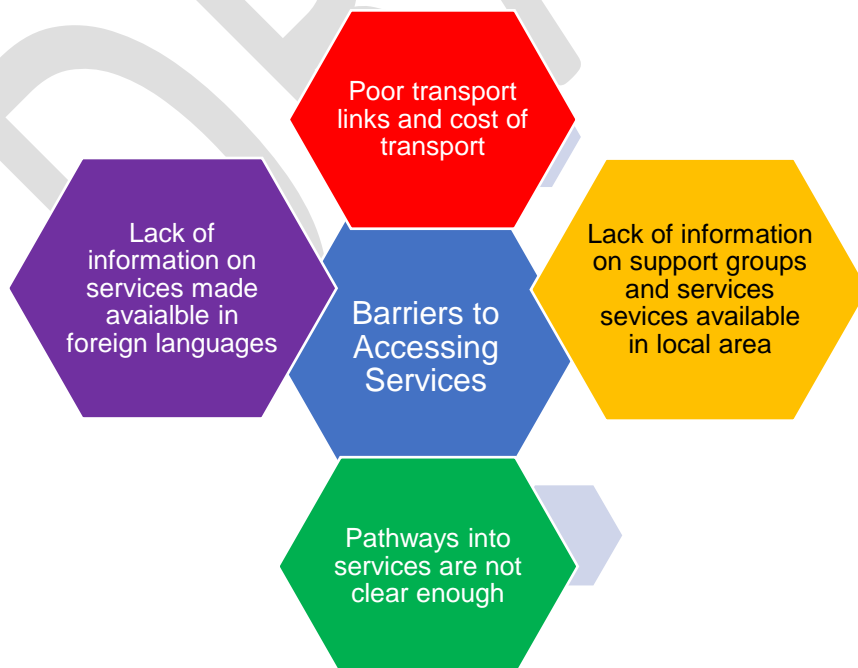 Poor transport
links and cost of
transport
Lack of
information on
services made
avaialble in
foreign languages
Barriers to
Accessing
Services
Lack of information
on support groups
and services
sevices available
in local area
Pathways into
services are not
clear enough